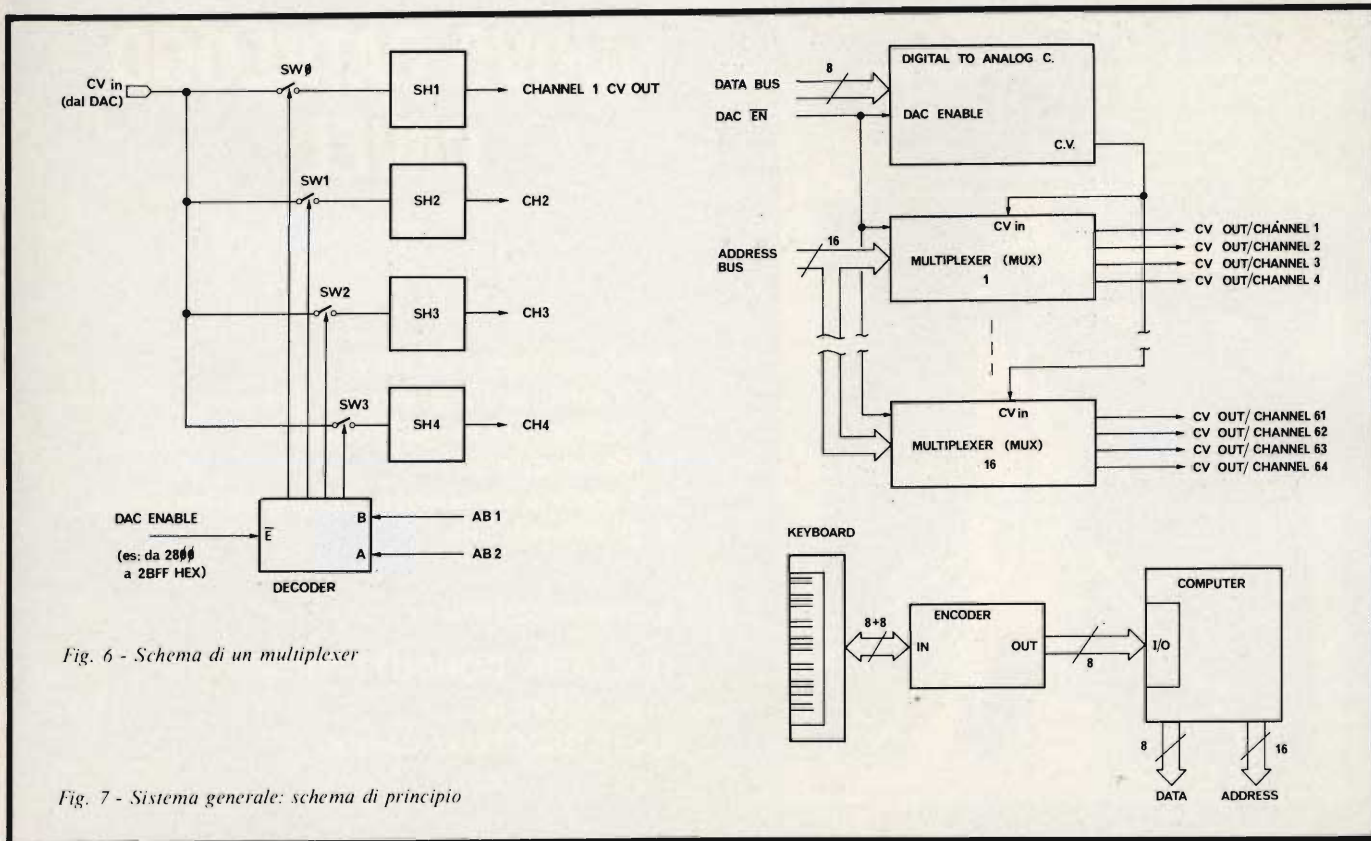 CV in
(dal DAC)
SWØ
SH1
CHANNEL 1 CV OUT
SW1
SH2
CH2
SW2
SH3
CH3
SW3
SH4
CH4
DAC ENABLE
(es: da 28ØØ
a 2BFF HEX)
E
B
A
AB 1
AB 2
DECODER
Fig. 6 - Schema di un multiplexer
DIGITAL TO ANALOG C.
DATA BUS
8
DAC EN
DAC ENABLE
C.V.
ADDRESS
BUS
16
CV in
MULTIPLEXER (MUX)
1
CV OUT/CHANNEL 1
CV OUT/CHANNEL 2
CV OUT/CHANNEL 3
CV OUT/CHANNEL 4
CV in
MULTIPLEXER (MUX)
16
CV OUT/CHANNEL 61
CV OUT/ CHANNEL 62
CV OUT/ CHANNEL 63
CV OUT/ CHANNEL 64
KEYBOARD
8+8
ENCODER
IN
OUT
8
COMPUTER
I/O
8
16
DATA
ADDRESS
Fig. 7 - Sistema generale: schema di principio